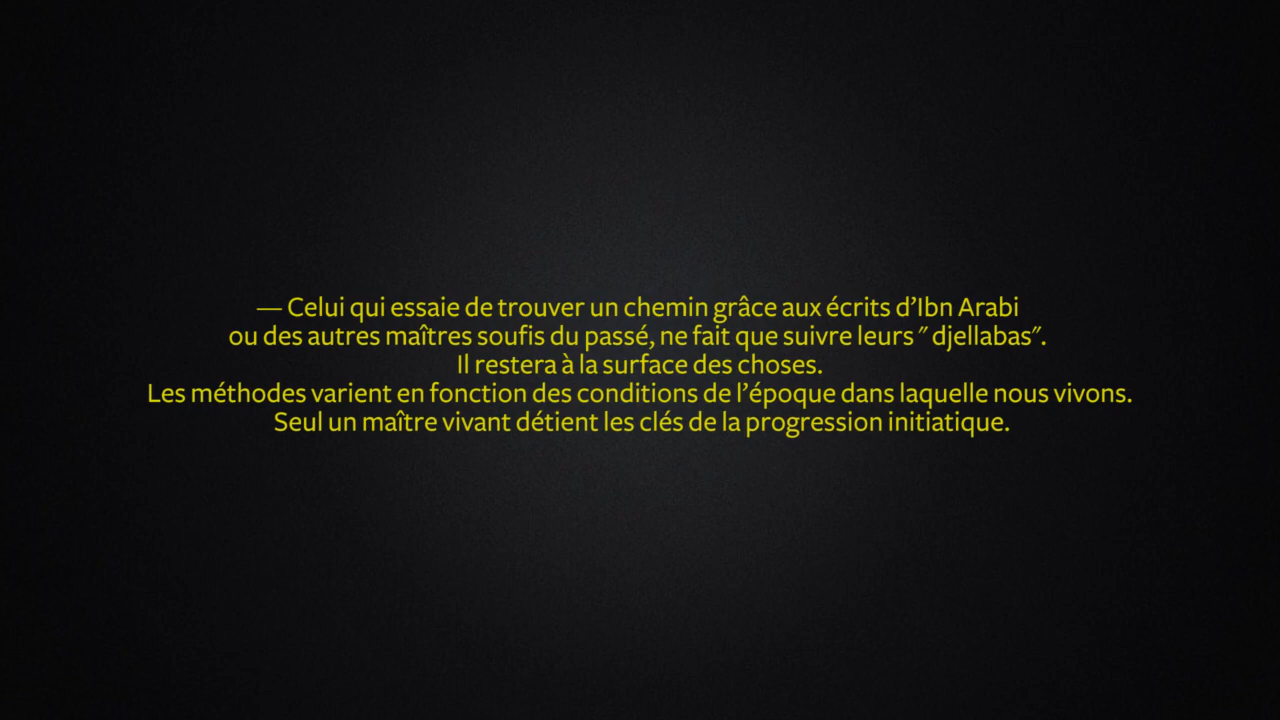 — Celui qui essaie de trouver un chemin grâce aux écrits d’Ibn Arabi
ou des autres maîtres soufis du passé, ne fait que suivre leurs " djellabas".
Il restera à la surface des choses.
Les méthodes varient en fonction des conditions de l’époque dans laquelle nous vivons.
Seul un maître vivant détient les clés de la progression initiatique.